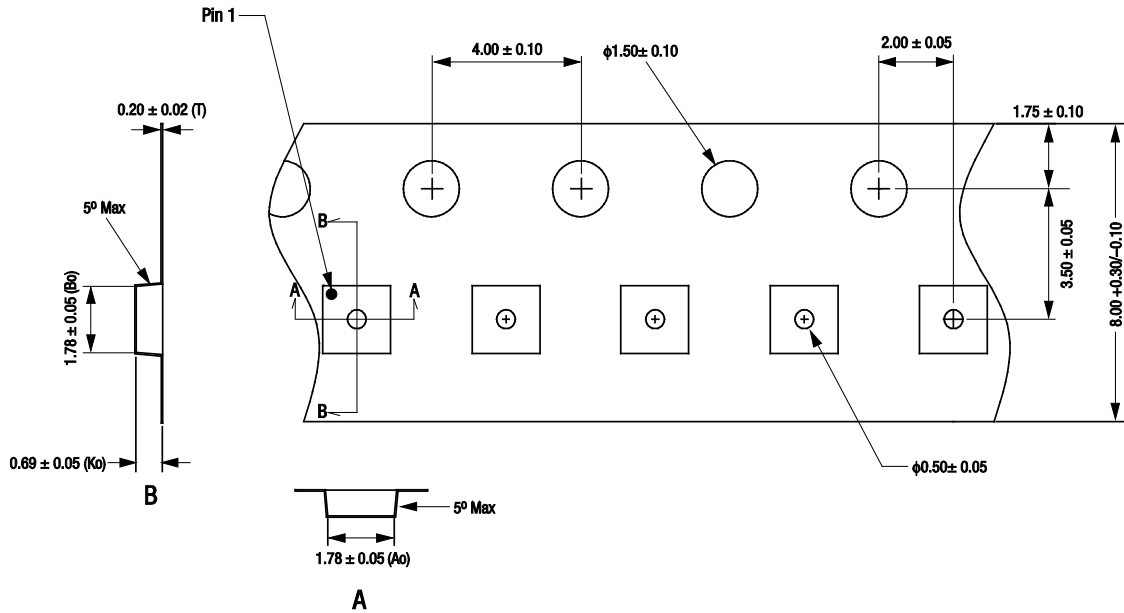 Pin 1
4.00 ± 0.10
ϕ1.50± 0.10
2.00 ± 0.05
0.20 ± 0.02 (T)
1.75 ± 0.10
5º Max
B
3.50 ± 0.05
8.00 +0.30/–0.10
1.78 ± 0.05 (Bo)
A
A
B
0.69 ± 0.05 (Ko)
ϕ0.50± 0.05
B
5º Max
1.78 ± 0.05 (Ao)
A